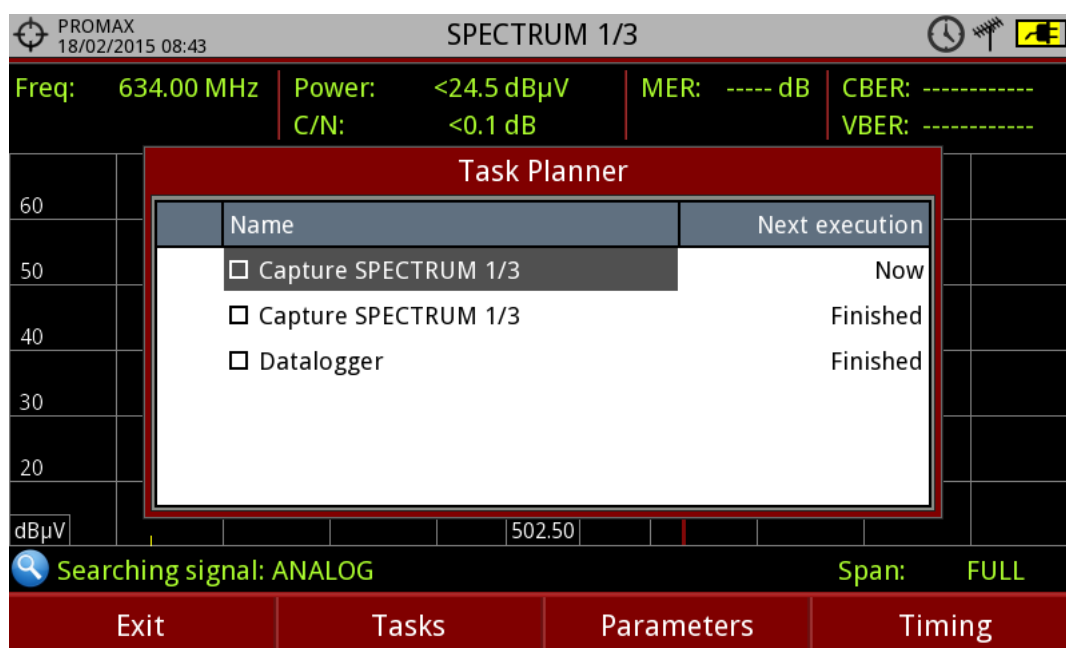 PROMAX
18/02/2015 08:43
SPECTRUM 1/3
Freq: 634.00 MHz Power: <24.5 dBµV MER: ----- dB CBER: ------------
C/N: <0.1 dB VBER: ------------
Task Planner
Name Next execution
Capture SPECTRUM 1/3 Now
Capture SPECTRUM 1/3 Finished
Datalogger Finished
60
50
40
30
20
dBµV 502.50
Searching signal: ANALOG Span: FULL
Exit Tasks Parameters Timing